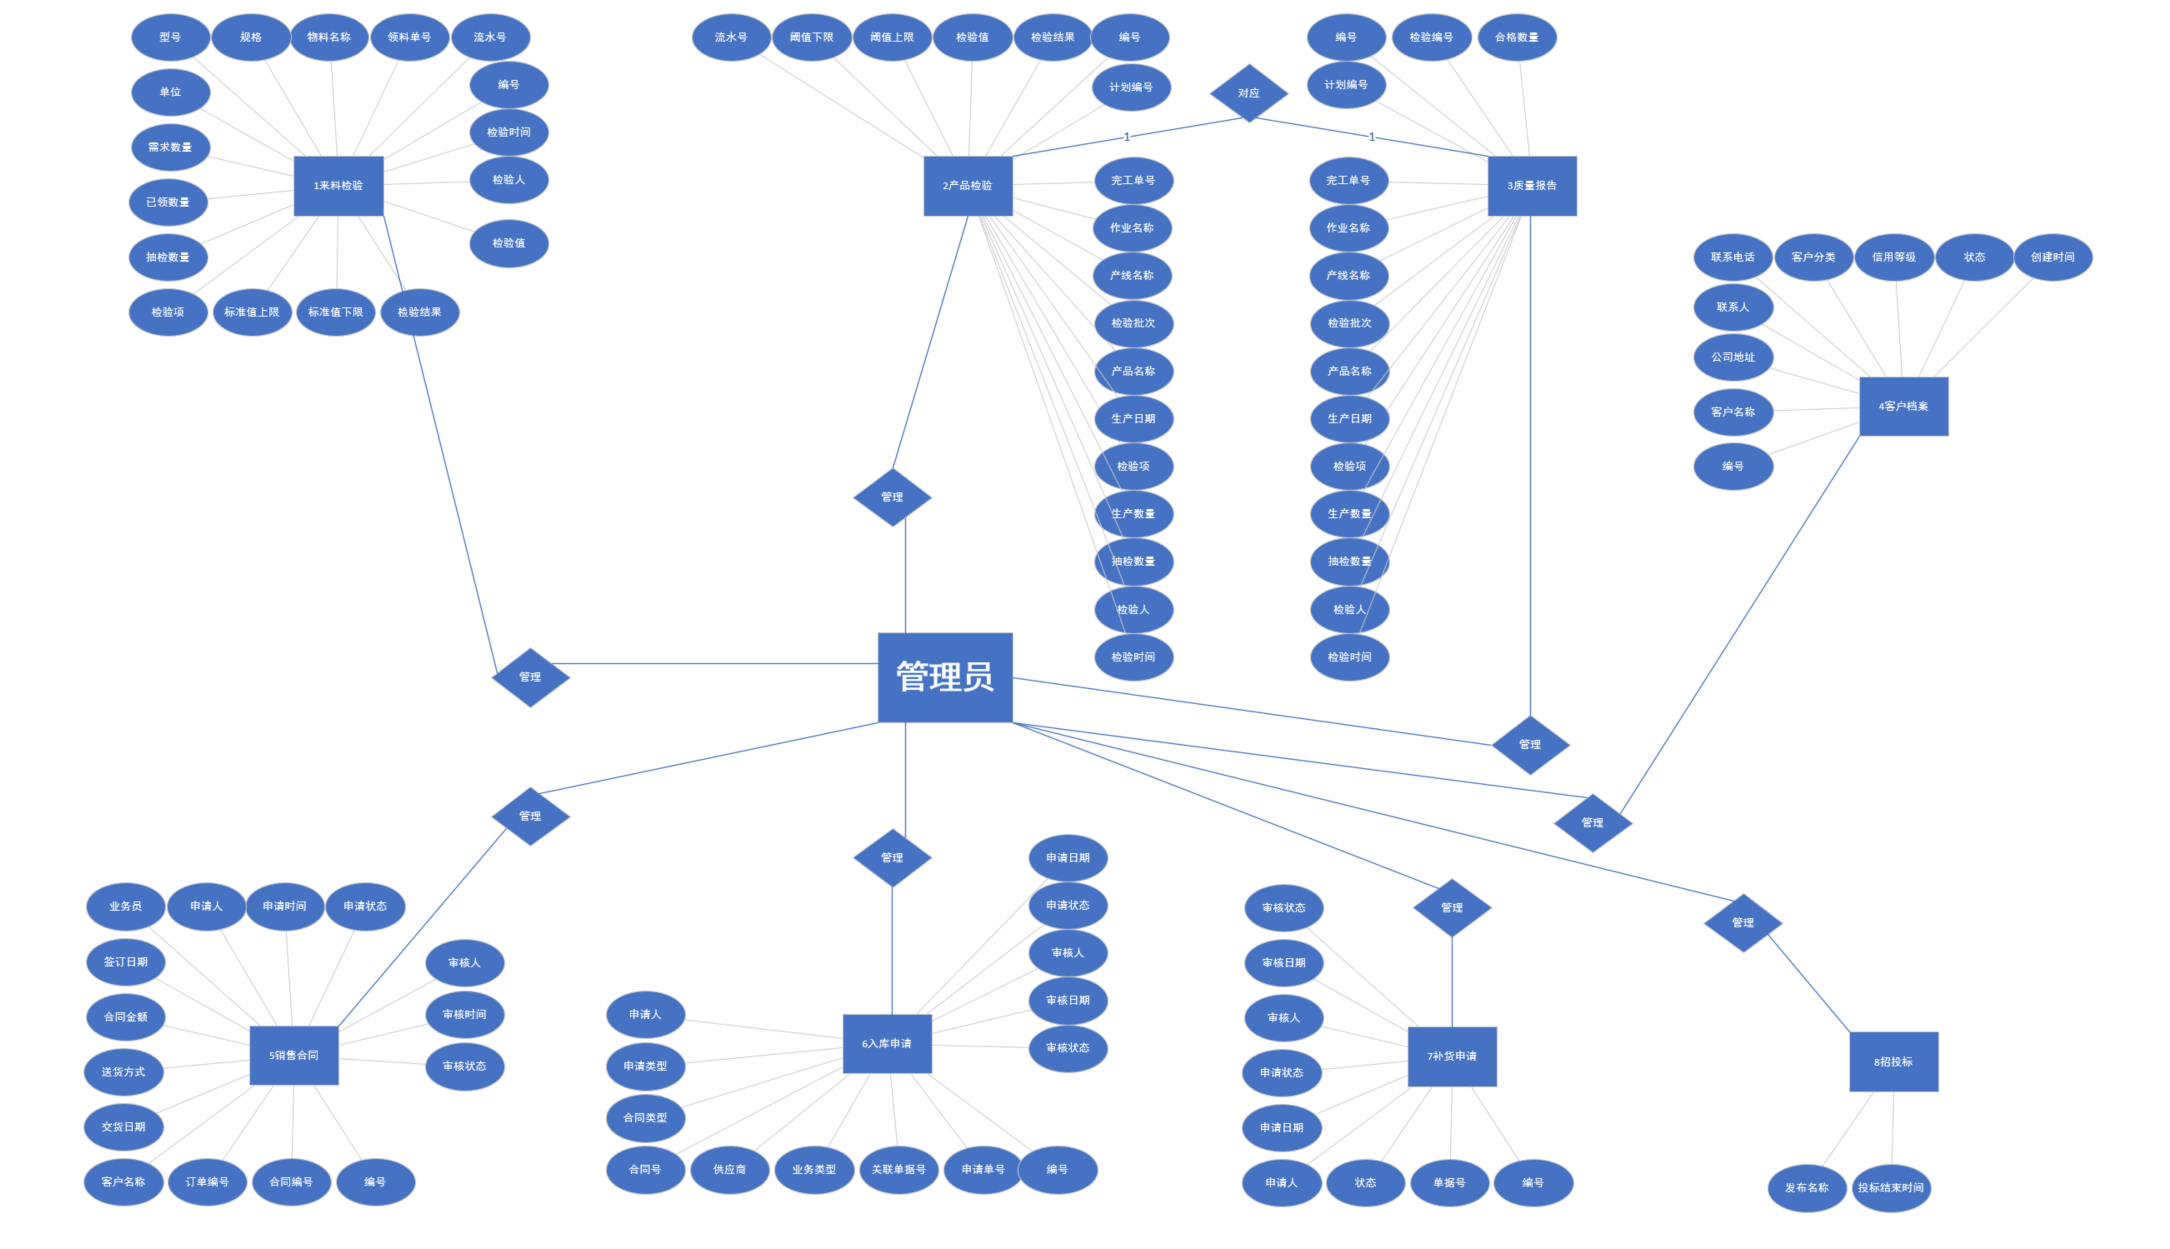 型号
规格
物料名称
领料单号
流水号
单位
编号
需求数量
检验时间
已领数量
检验人
抽检数量
检验值
检验项
标准值上限
标准值下限
检验结果
1来料检验
流水号
阈值下限
阈值上限
检验值
检验结果
编号
计划编号
2产品检验
完工单号
作业名称
产线名称
检验批次
产品名称
生产日期
检验项
生产数量
抽检数量
检验人
检验时间
对应
1
1
编号
检验编号
合格数量
计划编号
3质量报告
完工单号
作业名称
产线名称
检验批次
产品名称
生产日期
检验项
生产数量
抽检数量
检验人
检验时间
联系电话
客户分类
信用等级
状态
创建时间
联系人
公司地址
客户名称
编号
4客户档案
管理
管理
管理员
管理
管理
管理
管理
管理
管理
业务员
申请人
申请时间
申请状态
签订日期
审核人
合同金额
审核时间
送货方式
审核状态
交货日期
客户名称
订单编号
合同编号
编号
5销售合同
申请日期
申请状态
审核人
审核日期
审核状态
申请人
申请类型
合同类型
合同号
供应商
业务类型
关联单据号
申请单号
编号
6入库申请
审核状态
审核日期
审核人
申请状态
申请日期
申请人
状态
单据号
编号
7补货申请
8招投标
发布名称
投标结束时间